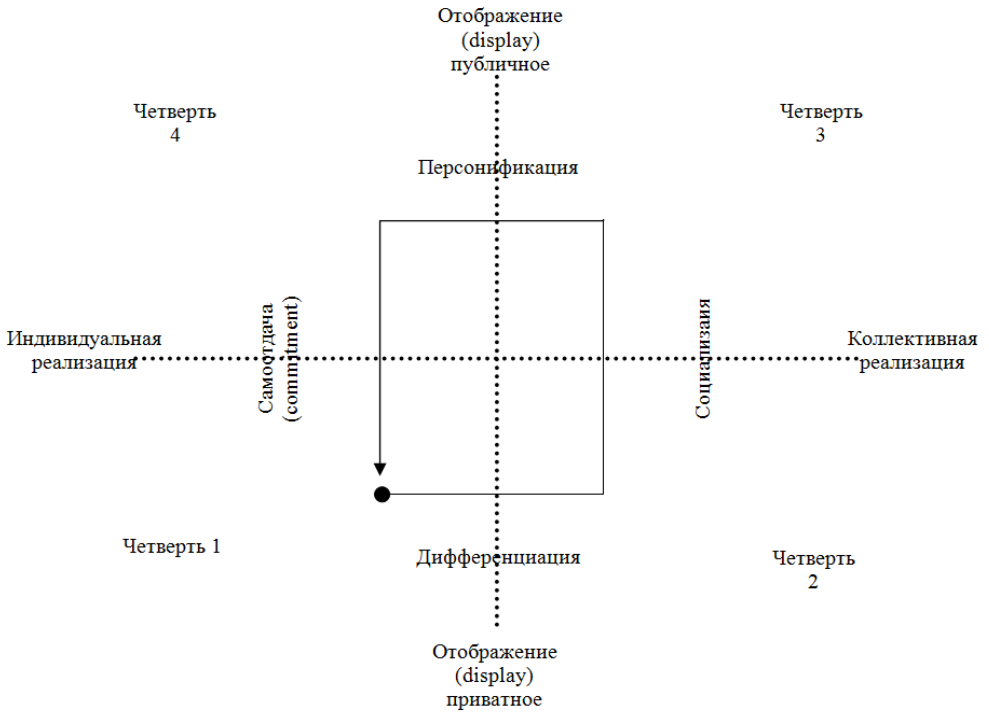 Отображение
(display)
публичное
Четверть
4
Четверть
3
Персонификация
Самоотдача
(commitment)
Социализаия
Индивидуальная
реализация
Коллективная
реализация
Четверть 1
Дифференциация
Четверть
2
Отображение
(display)
приватное